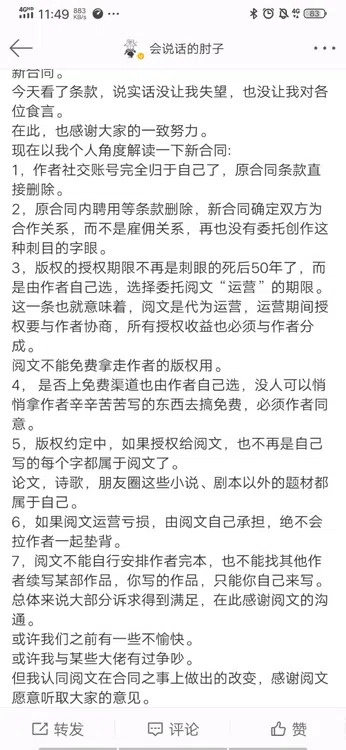 4GHD 11:49 883 KB/s
4G 83
会说话的肘子
新合同。
今天看了条款，说实话没让我失望，也没让我对各
位食言。
在此，也感谢大家的一致努力。
现在以我个人角度解读一下新合同:
1，作者社交账号完全归于自己了，原合同条款直
接删除。
2，原合同内聘用等条款删除，新合同确定双方为
合作关系，而不是雇佣关系，再也没有委托创作这
种刺目的字眼。
3，版权的授权期限不再是刺眼的死后50年了，而
是由作者自己选，选择委托阅文“运营”的期限。
这一条也就意味着，阅文是代为运营，运营期间授
权要与作者协商，所有授权收益也必须与作者分
成。
阅文不能免费拿走作者的版权用。
4， 是否上免费渠道也由作者自己选，没人可以悄
悄拿作者辛辛苦苦写的东西去搞免费，必须作者同
意。
5，版权约定中，如果授权给阅文，也不再是自己
写的每个字都属于阅文了。
论文，诗歌，朋友圈这些小说、剧本以外的题材都
属于自己。
6，如果阅文运营亏损，由阅文自己承担，绝不会
拉作者一起垫背。
7，阅文不能自行安排作者完本，也不能找其他作
者续写某部作品，你写的作品，只能你自己来写。
总体来说大部分诉求得到满足，在此感谢阅文的沟
通。
或许我们之前有一些不愉快。
或许我与某些大佬有过争吵。
但我认同阅文在合同之事上做出的改变，感谢阅文
愿意听取大家的意见。
转发
评论
赞